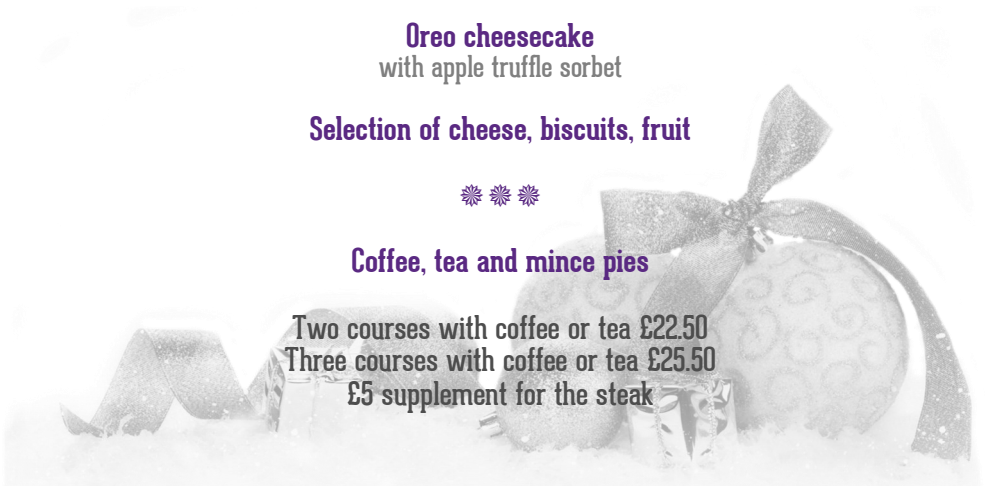 Oreo cheesecake
with apple truffle sorbet
Selection of cheese, biscuits, fruit
Coffee, tea and mince pies
Two courses with coffee or tea £22.50
Three courses with coffee or tea £25.50
£5 supplement for the steak